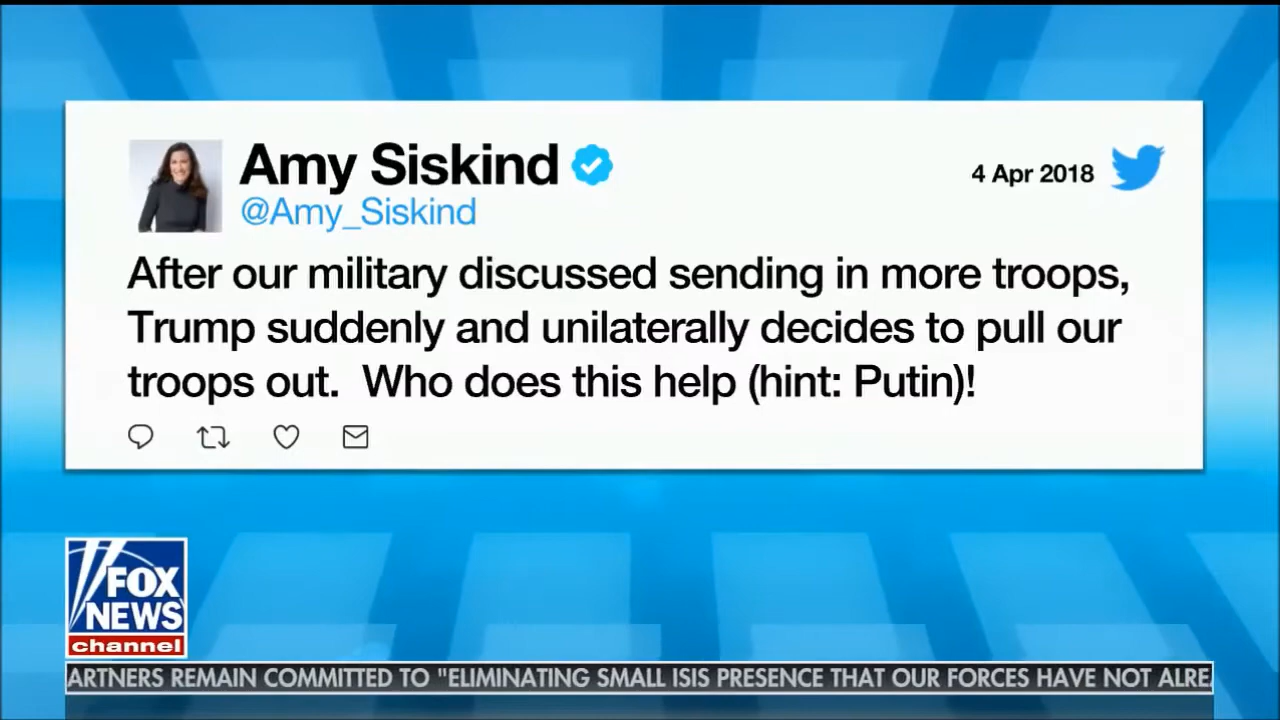 Amy Siskind
@Amy_Siskind
4 Apr 2018
After our military discussed sending in more troops,
Trump suddenly and unilaterally decides to pull our
troops out.  Who does this help (hint: Putin)!
FOX
NEWS
channel
ARTNERS REMAIN COMMITTED TO "ELIMINATING SMALL ISIS PRESENCE THAT OUR FORCES HAVE NOT ALRE